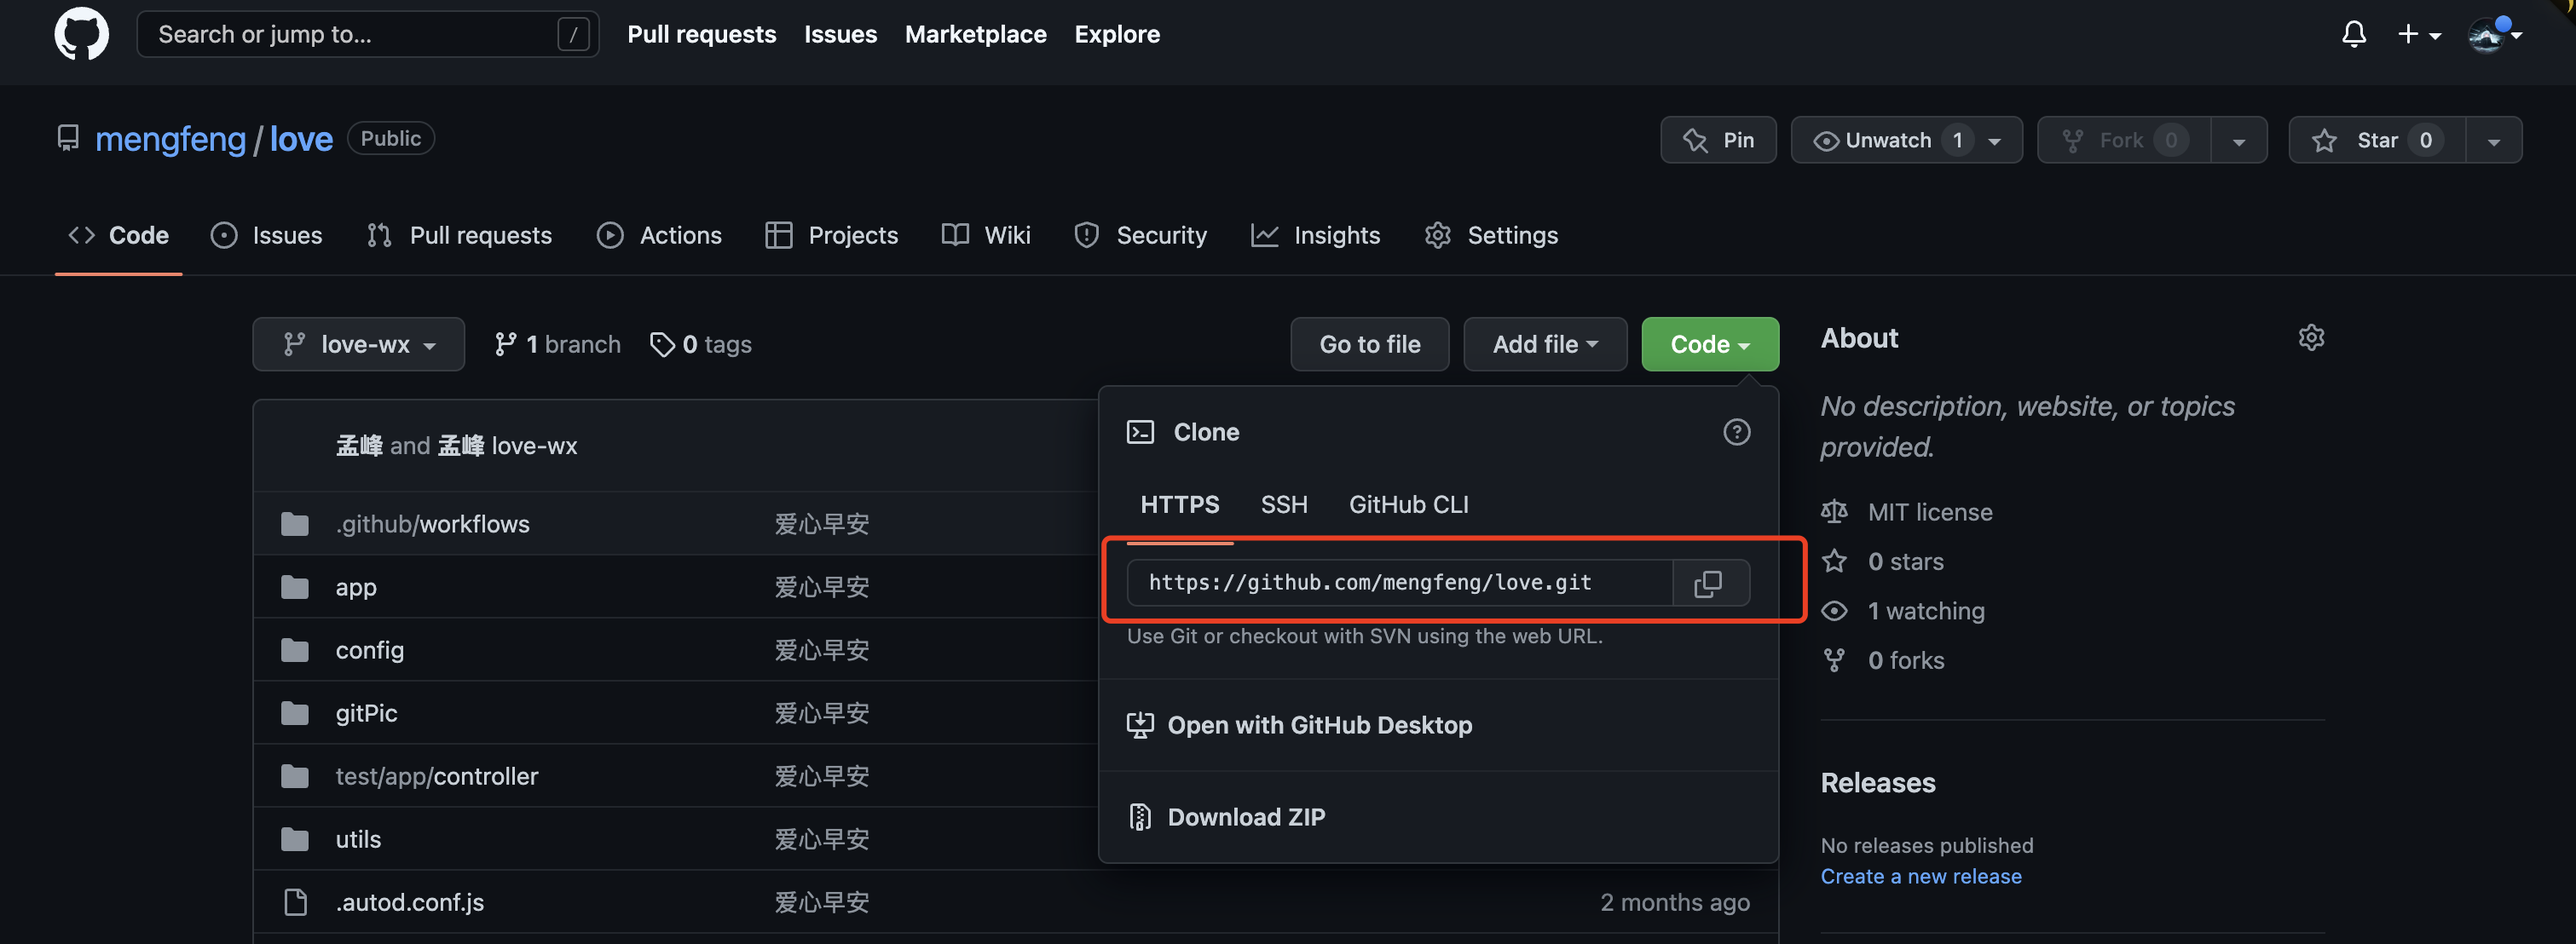 Search or jump to... /
Pull requests Issues Marketplace Explore
mengfeng / love Public
Pin Unwatch 1 Fork 0 Star 0
Code Issues Pull requests Actions Projects Wiki Security Insights Settings
love-wx 1 branch 0 tags Go to file Add file Code
孟峰 and 孟峰 love-wx
.github/workflows 爱心早安
app 爱心早安
config 爱心早安
gitPic 爱心早安
test/app/controller 爱心早安
utils 爱心早安
.autod.conf.js 爱心早安 2 months ago
Clone
HTTPS SSH GitHub CLI
https://github.com/mengfeng/love.git
Use Git or checkout with SVN using the web URL.
Open with GitHub Desktop
Download ZIP
About
No description, website, or topics
provided.
MIT license
0 stars
1 watching
0 forks
Releases
No releases published
Create a new release